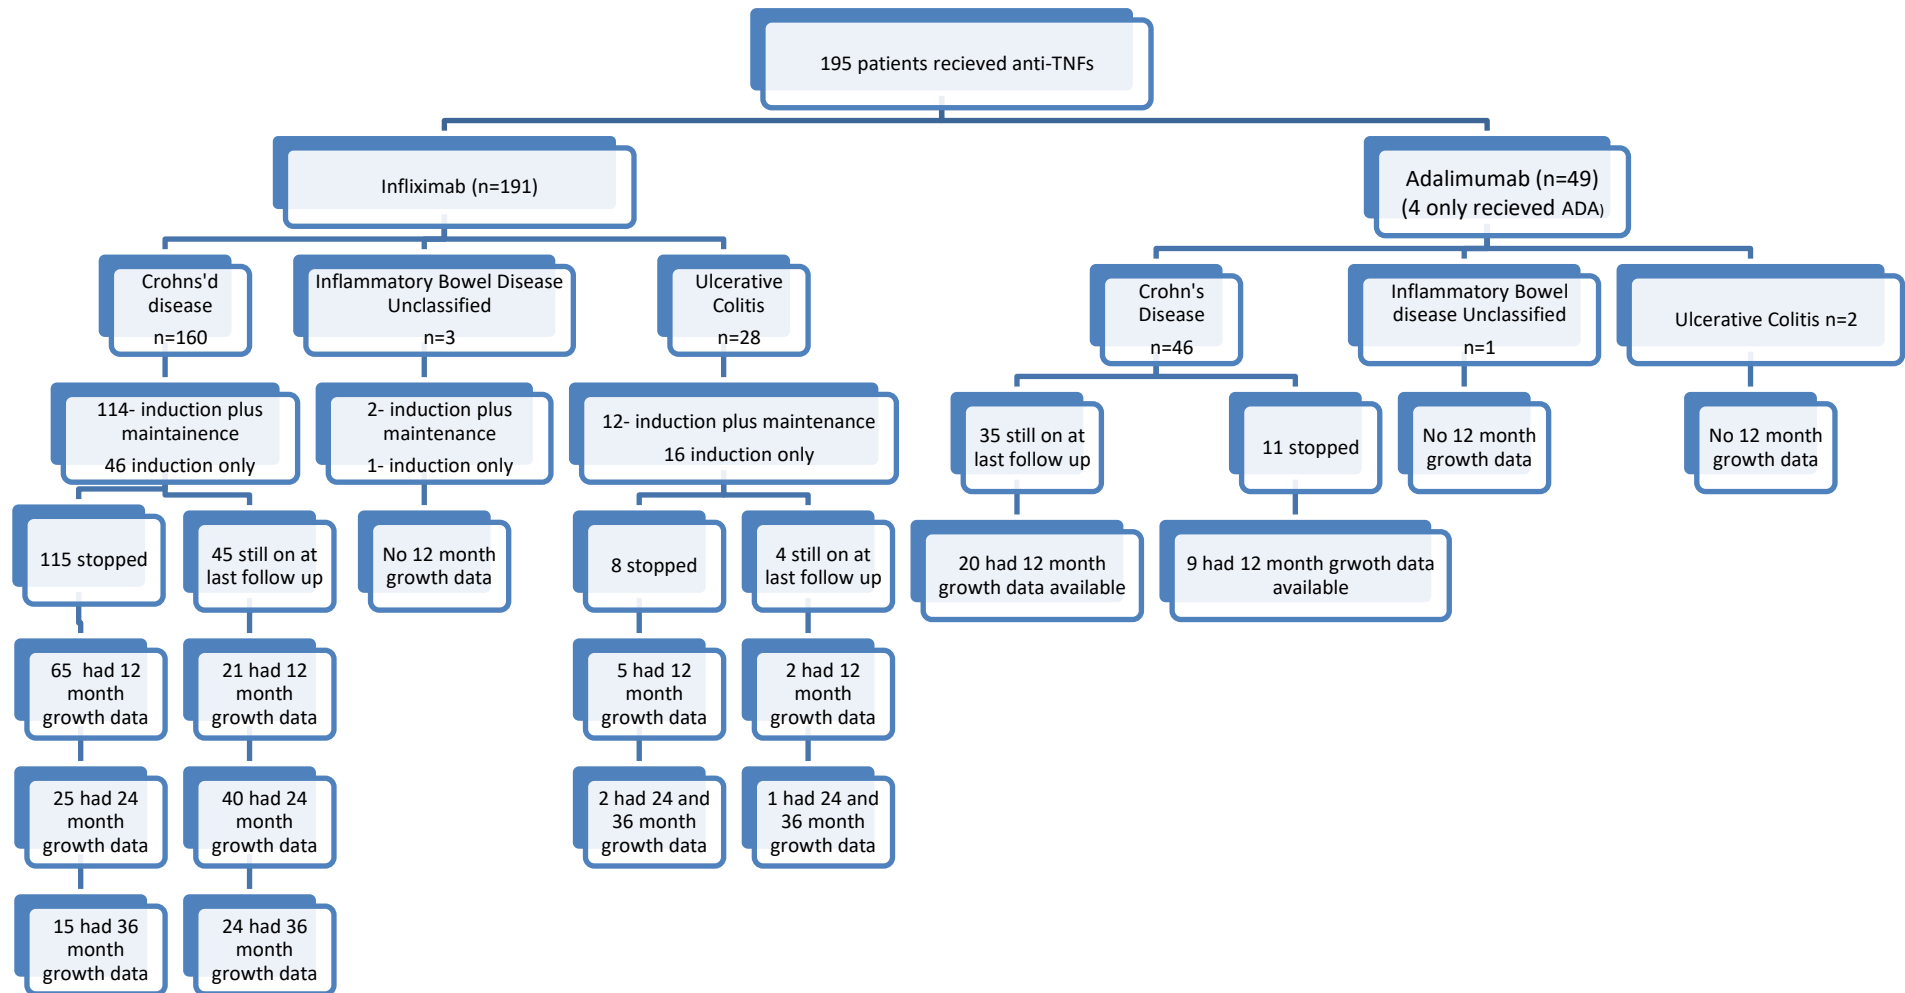 195 patients recieved anti-TNFs
Infliximab (n=191)
Adalimumab (n=49)
(4 only recieved ADA)
Crohns'd
disease
n=160
Inflammatory Bowel Disease
Unclassified
n=3
Ulcerative
Colitis
n=28
Crohn's
Disease
n=46
Inflammatory Bowel
disease Unclassified
n=1
Ulcerative Colitis n=2
114- induction plus
maintainence
46 induction only
2- induction plus
maintenance
1- induction only
12- induction plus maintenance
16 induction only
35 still on at
last follow up
11 stopped
No 12 month
growth data
No 12 month
growth data
115 stopped
45 still on at
last follow up
No 12 month
growth data
8 stopped
4 still on at
last follow up
20 had 12 month
growth data available
9 had 12 month grwoth data
available
65 had 12
month
growth data
21 had 12
month
growth data
5 had 12
month
growth data
2 had 12
month
growth data
25 had 24
month
growth data
40 had 24
month
growth data
2 had 24 and
36 month
growth data
1 had 24 and
36 month
growth data
15 had 36
month
growth data
24 had 36
month
growth data